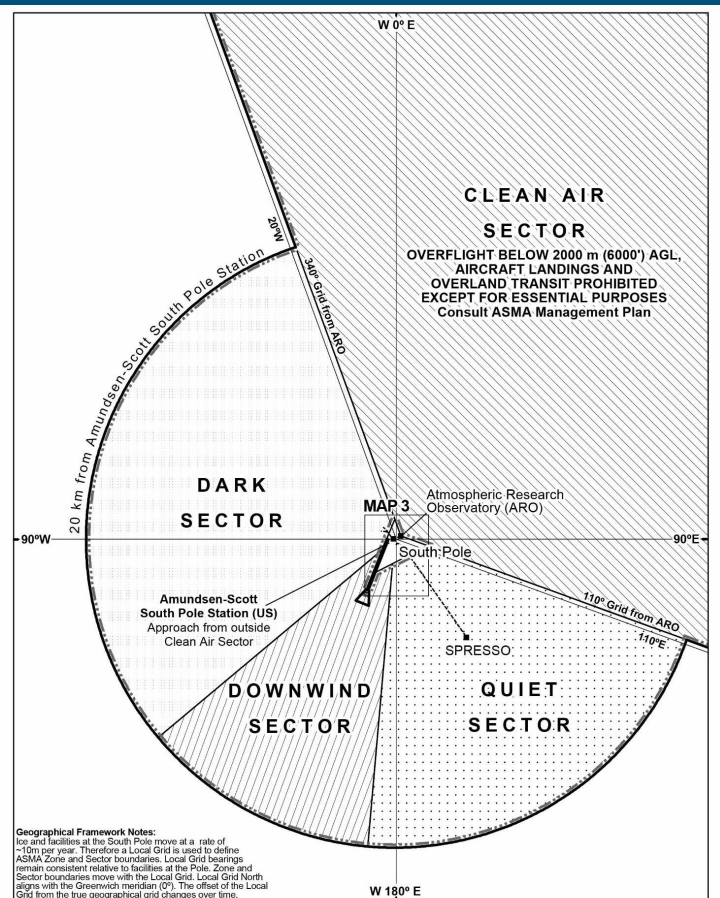 W 0º E
CLEAN AIR
SECTOR
OVERFLIGHT BELOW 2000 m (6000') AGL,
AIRCRAFT LANDINGS AND
OVERLAND TRANSIT PROHIBITED
EXCEPT FOR ESSENTIAL PURPOSES
Consult ASMA Management Plan
20ºW
340º Grid from ARO
20 km from Amundsen-Scott South Pole Station
DARK
SECTOR
MAP 3
Atmospheric Research
Observatory (ARO)
90ºW
South Pole
90ºE
Amundsen-Scott
South Pole Station (US)
Approach from outside
Clean Air Sector
110º Grid from ARO
110ºE
SPRESSO
DOWNWIND
SECTOR
QUIET
SECTOR
Geographical Framework Notes:
Ice and facilities at the South Pole move at a rate of
~10m per year. Therefore a Local Grid is used to define
ASMA Zone and Sector boundaries. Local Grid bearings
remain consistent relative to facilities at the Pole. Zone and
Sector boundaries move with the Local Grid. Local Grid North
aligns with the Greenwich meridian (0º). The offset of the Local
Grid from the true geographical grid changes over time.
W 180º E